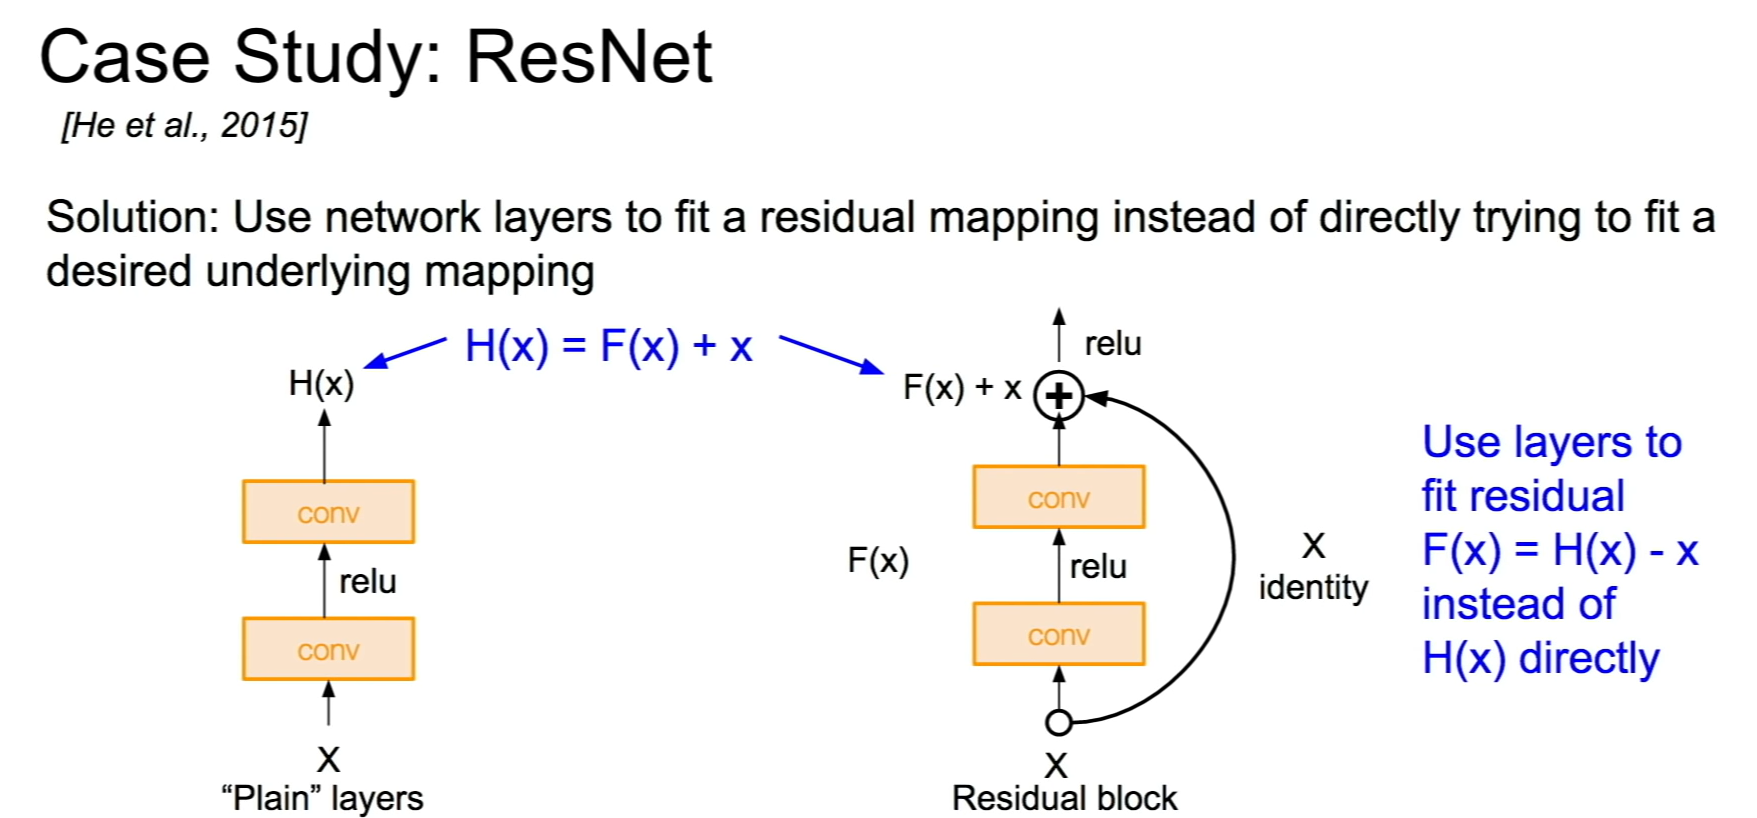 Case Study: ResNet
[He et al., 2015]
Solution: Use network layers to fit a residual mapping instead of directly trying to fit a
desired underlying mapping
H(x) = F(x) + x
H(x)
conv
relu
conv
X
“Plain” layers
relu
F(x) + x
+
conv
F(x)
relu
conv
X
identity
X
Residual block
Use layers to
fit residual
F(x) = H(x) - x
instead of
H(x) directly